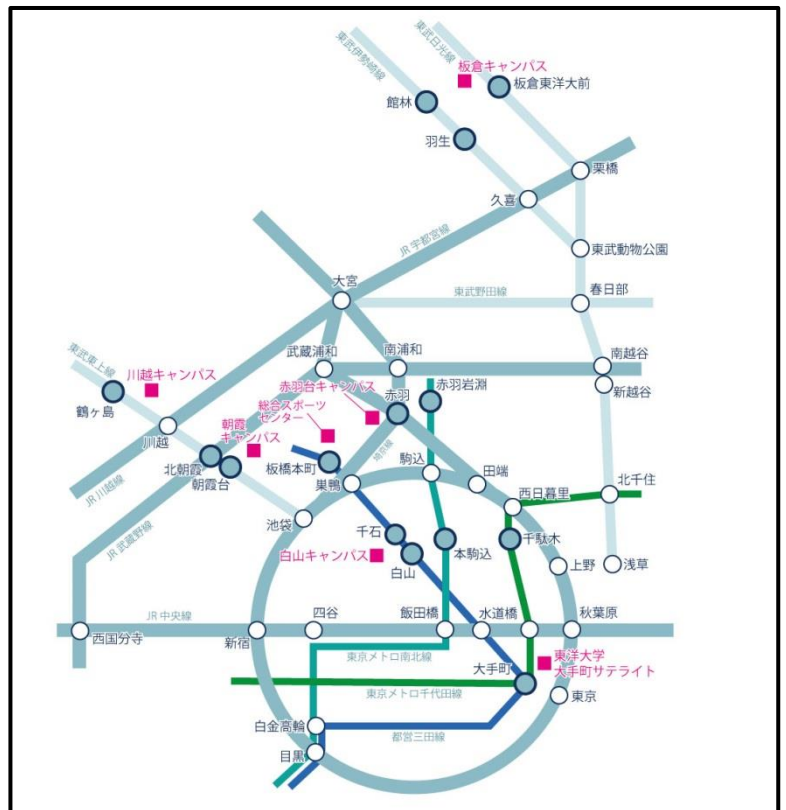 東武伊勢崎線
東武日光線
板倉キャンパス
板倉東洋大前
館林
羽生
栗橋
久喜
JR 宇都宮線
東武動物公園
大宮
東武野田線
春日部
武蔵浦和
南浦和
南越谷
東武東上線
川越キャンパス
新越谷
赤羽台キャンパス
赤羽
赤羽岩淵
鶴ヶ島
総合スポーツ
センター
朝霞
キャンパス
川越
埼京線
北朝霞
朝霞台
板橋本町
駒込
田端
巣鴨
北千住
JR 川越線
西日暮里
池袋
千石
本駒込
千駄木
JR 武蔵野線
白山キャンパス
白山
上野
浅草
JR 中央線
四谷
飯田橋
水道橋
秋葉原
西国分寺
新宿
東京メトロ南北線
東洋大学
大手町サテライト
大手町
東京メトロ千代田線
東京
白金高輪
都営三田線
目黒